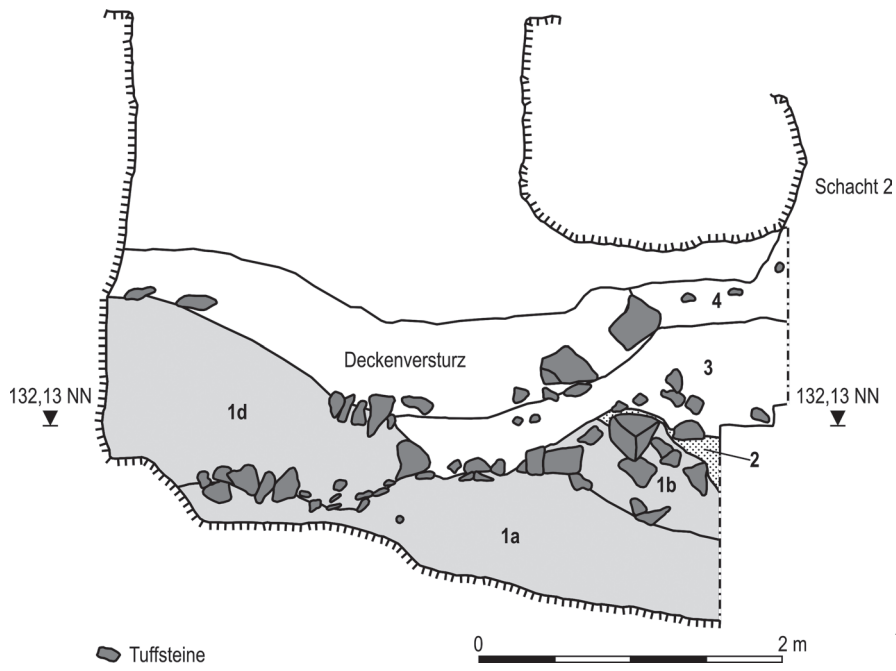 Schacht 2
4
Deckenversturz
3
132,13 NN
132,13 NN
1d
2
1b
1a
Tuffsteine
0
2 m